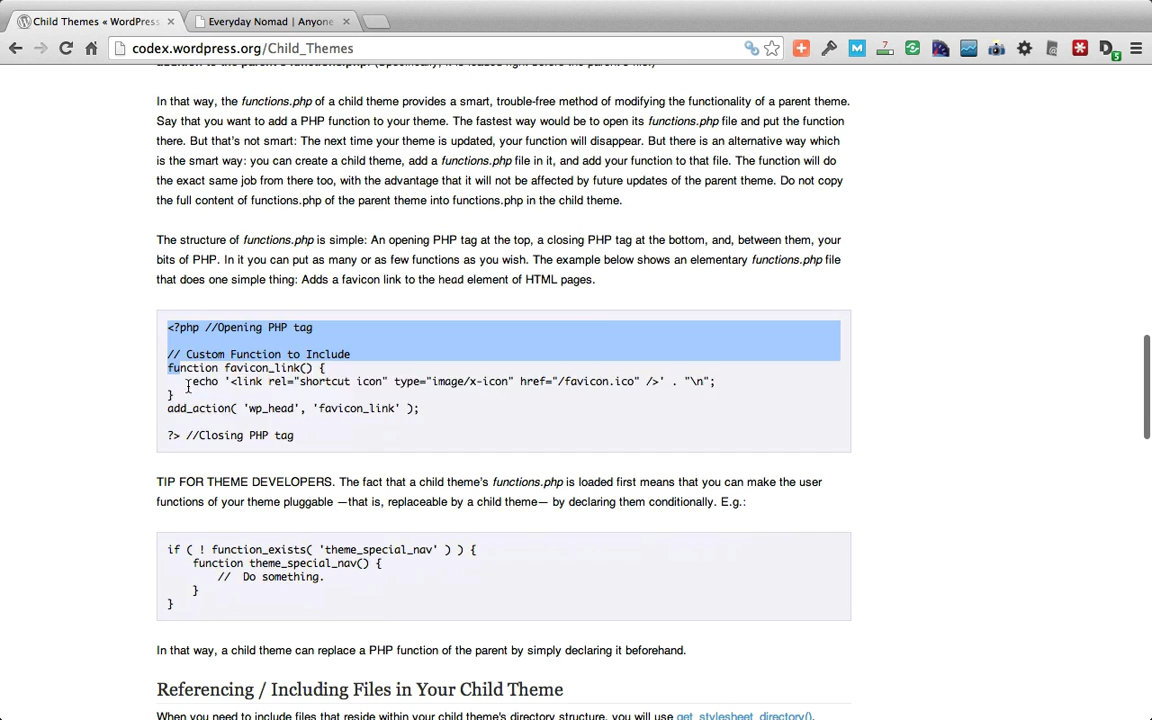 Child Themes « WordPress
Everyday Nomad | Anyone
codex.wordpress.org/Child_Themes
7
5
addition to the parent's functions.php. (Specifically, it is loaded right before the parent's file.)
In that way, the functions.php of a child theme provides a smart, trouble-free method of modifying the functionality of a parent theme.
Say that you want to add a PHP function to your theme. The fastest way would be to open its functions.php file and put the function
there. But that's not smart: The next time your theme is updated, your function will disappear. But there is an alternative way which
is the smart way: you can create a child theme, add a functions.php file in it, and add your function to that file. The function will do
the exact same job from there too, with the advantage that it will not be affected by future updates of the parent theme. Do not copy
the full content of functions.php of the parent theme into functions.php in the child theme.
The structure of functions.php is simple: An opening PHP tag at the top, a closing PHP tag at the bottom, and, between them, your
bits of PHP. In it you can put as many or as few functions as you wish. The example below shows an elementary functions.php file
that does one simple thing: Adds a favicon link to the head element of HTML pages.
<?php //Opening PHP tag
// Custom Function to Include
function favicon_link() {
echo '<link rel="shortcut icon" type="image/x-icon" href="/favicon.ico" />' . "\n";
}
add_action( 'wp_head', 'favicon_link' );
?> //Closing PHP tag
TIP FOR THEME DEVELOPERS. The fact that a child theme's functions.php is loaded first means that you can make the user
functions of your theme pluggable —that is, replaceable by a child theme— by declaring them conditionally. E.g.:
if ( ! function_exists( 'theme_special_nav' ) ) {
function theme_special_nav() {
// Do something.
}
}
In that way, a child theme can replace a PHP function of the parent by simply declaring it beforehand.
Referencing / Including Files in Your Child Theme
When you need to include files that reside within your child theme's directory structure, you will use get_stylesheet_directory().